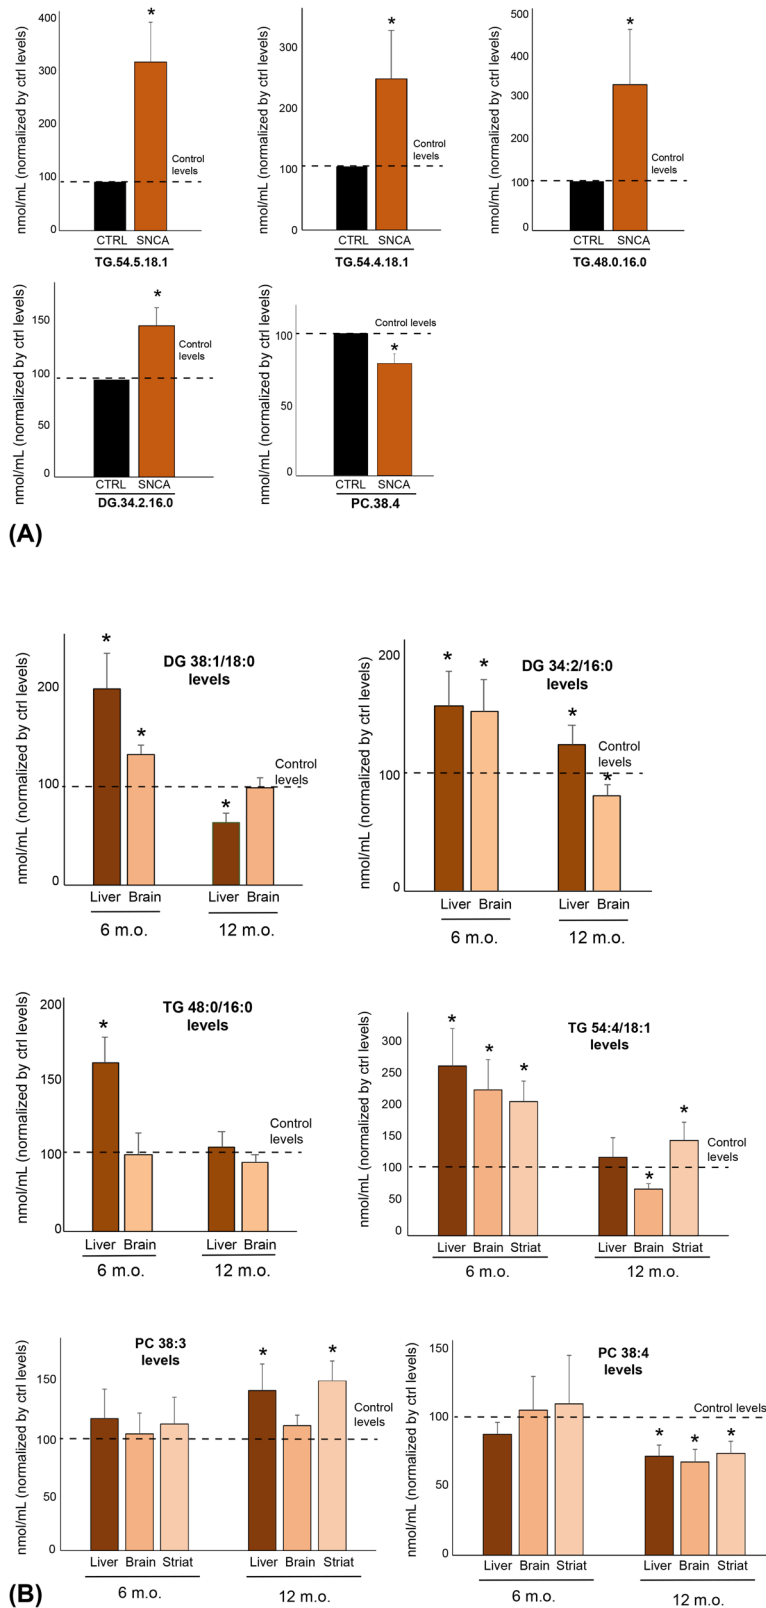 nmol/mL (normalized by ctrl levels)
400
300
200
100
0
*
Control
levels
CTRL SNCA
TG.54.5.18.1
nmol/mL (normalized by ctrl levels)
300
200
100
0
*
Control
levels
CTRL SNCA
TG.54.4.18.1
nmol/mL (normalized by ctrl levels)
500
400
300
200
100
0
*
Control
levels
CTRL SNCA
TG.48.0.16.0
nmol/mL (normalized by ctrl levels)
150
100
50
0
*
Control
levels
CTRL SNCA
DG.34.2.16.0
nmol/mL (normalized by ctrl levels)
100
50
0
Control levels
*
CTRL SNCA
PC.38.4
(A)
nmol/mL (normalized by ctrl levels)
200
100
0
DG 38:1/18:0
levels
* * *
Control
levels
Liver Brain Liver Brain
6 m.o. 12 m.o.
nmol/mL (normalized by ctrl levels)
200
100
0
DG 34:2/16:0
levels
* * * *
Control
levels
Liver Brain Liver Brain
6 m.o. 12 m.o.
nmol/mL (normalized by ctrl levels)
200
150
100
50
0
TG 48:0/16:0
levels
*
Control
levels
Liver Brain Liver Brain
6 m.o. 12 m.o.
nmol/mL (normalized by ctrl levels)
300
250
200
150
100
50
0
TG 54:4/18:1
levels
* * * * *
Control
levels
Liver Brain Striat Liver Brain Striat
6 m.o. 12 m.o.
nmol/mL (normalized by ctrl levels)
150
100
50
0
PC 38:3
levels
* *
Control
levels
Liver Brain Striat Liver Brain Striat
6 m.o. 12 m.o.
nmol/mL (normalized by ctrl levels)
150
100
50
0
PC 38:4
levels
Control levels
* * *
Liver Brain Striat Liver Brain Striat
6 m.o. 12 m.o.
(B)